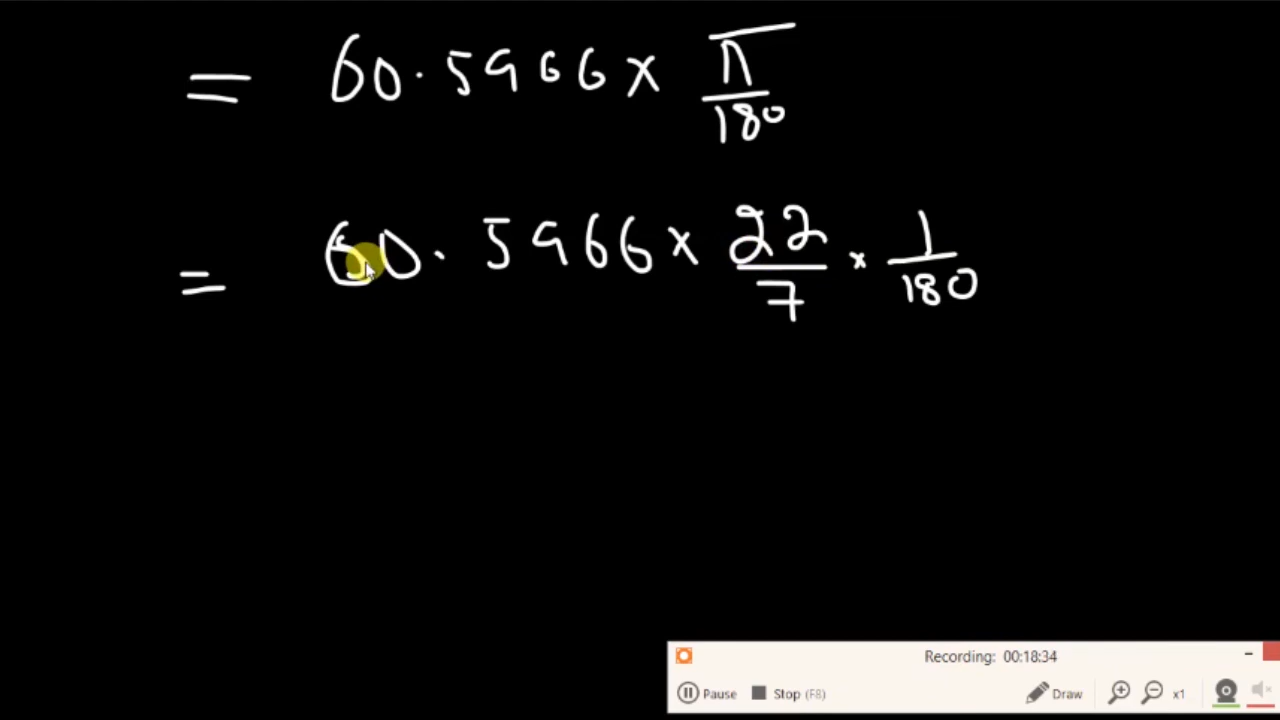 = 60.5966 x π/180
= 60.5966 x 22/7 x 1/180
Recording: 00:18:34
Pause Stop (F8) Draw x1